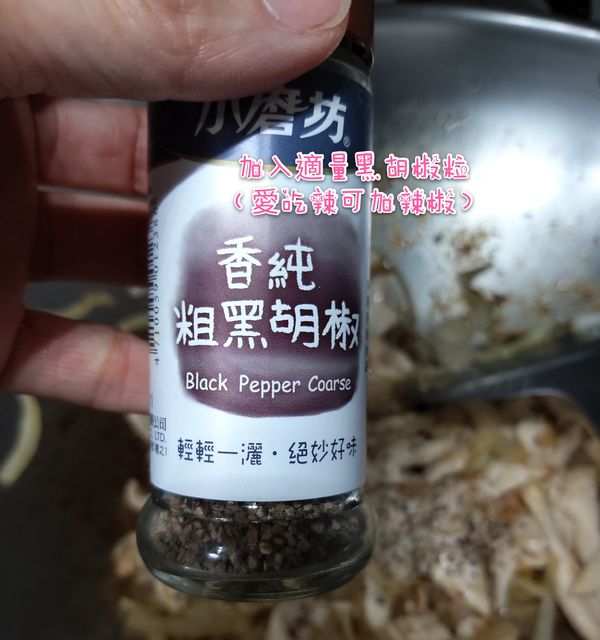 小磨坊®
加入適量黑胡椒粒
（愛吃辣可加辣椒）
香純
粗黑胡椒
Black Pepper Coarse
輕輕一灑・絕妙好味